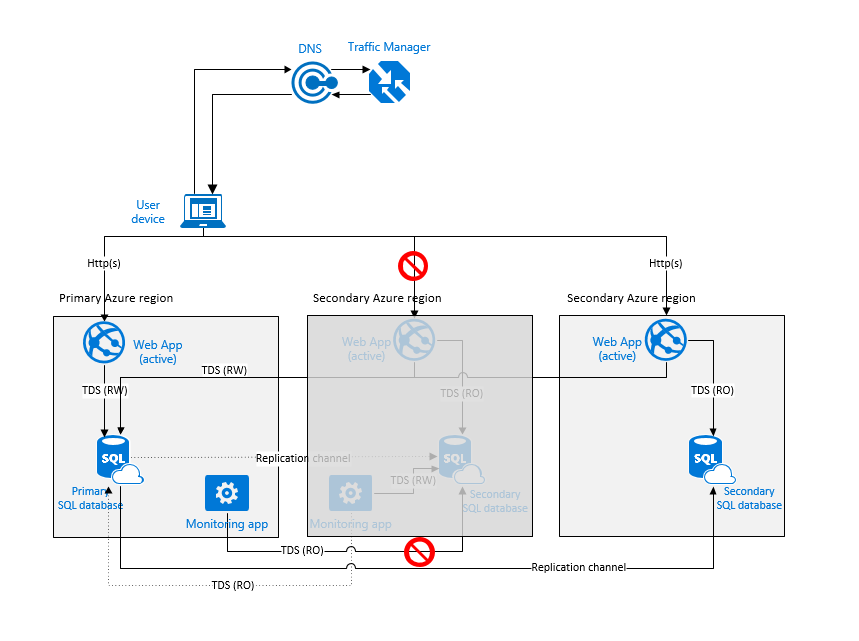 DNS
Traffic Manager
User
device
Http(s)
Http(s)
Primary Azure region
Secondary Azure region
Secondary Azure region
Web App
(active)
Web App
(active)
Web App
(active)
TDS (RW)
TDS (RW)
TDS (RO)
TDS (RO)
SQL
SQL
SQL
Replication channel
TDS (RW)
Primary
SQL database
Secondary
SQL database
Secondary
SQL database
Monitoring app
Monitoring app
TDS (RO)
Replication channel
TDS (RO)